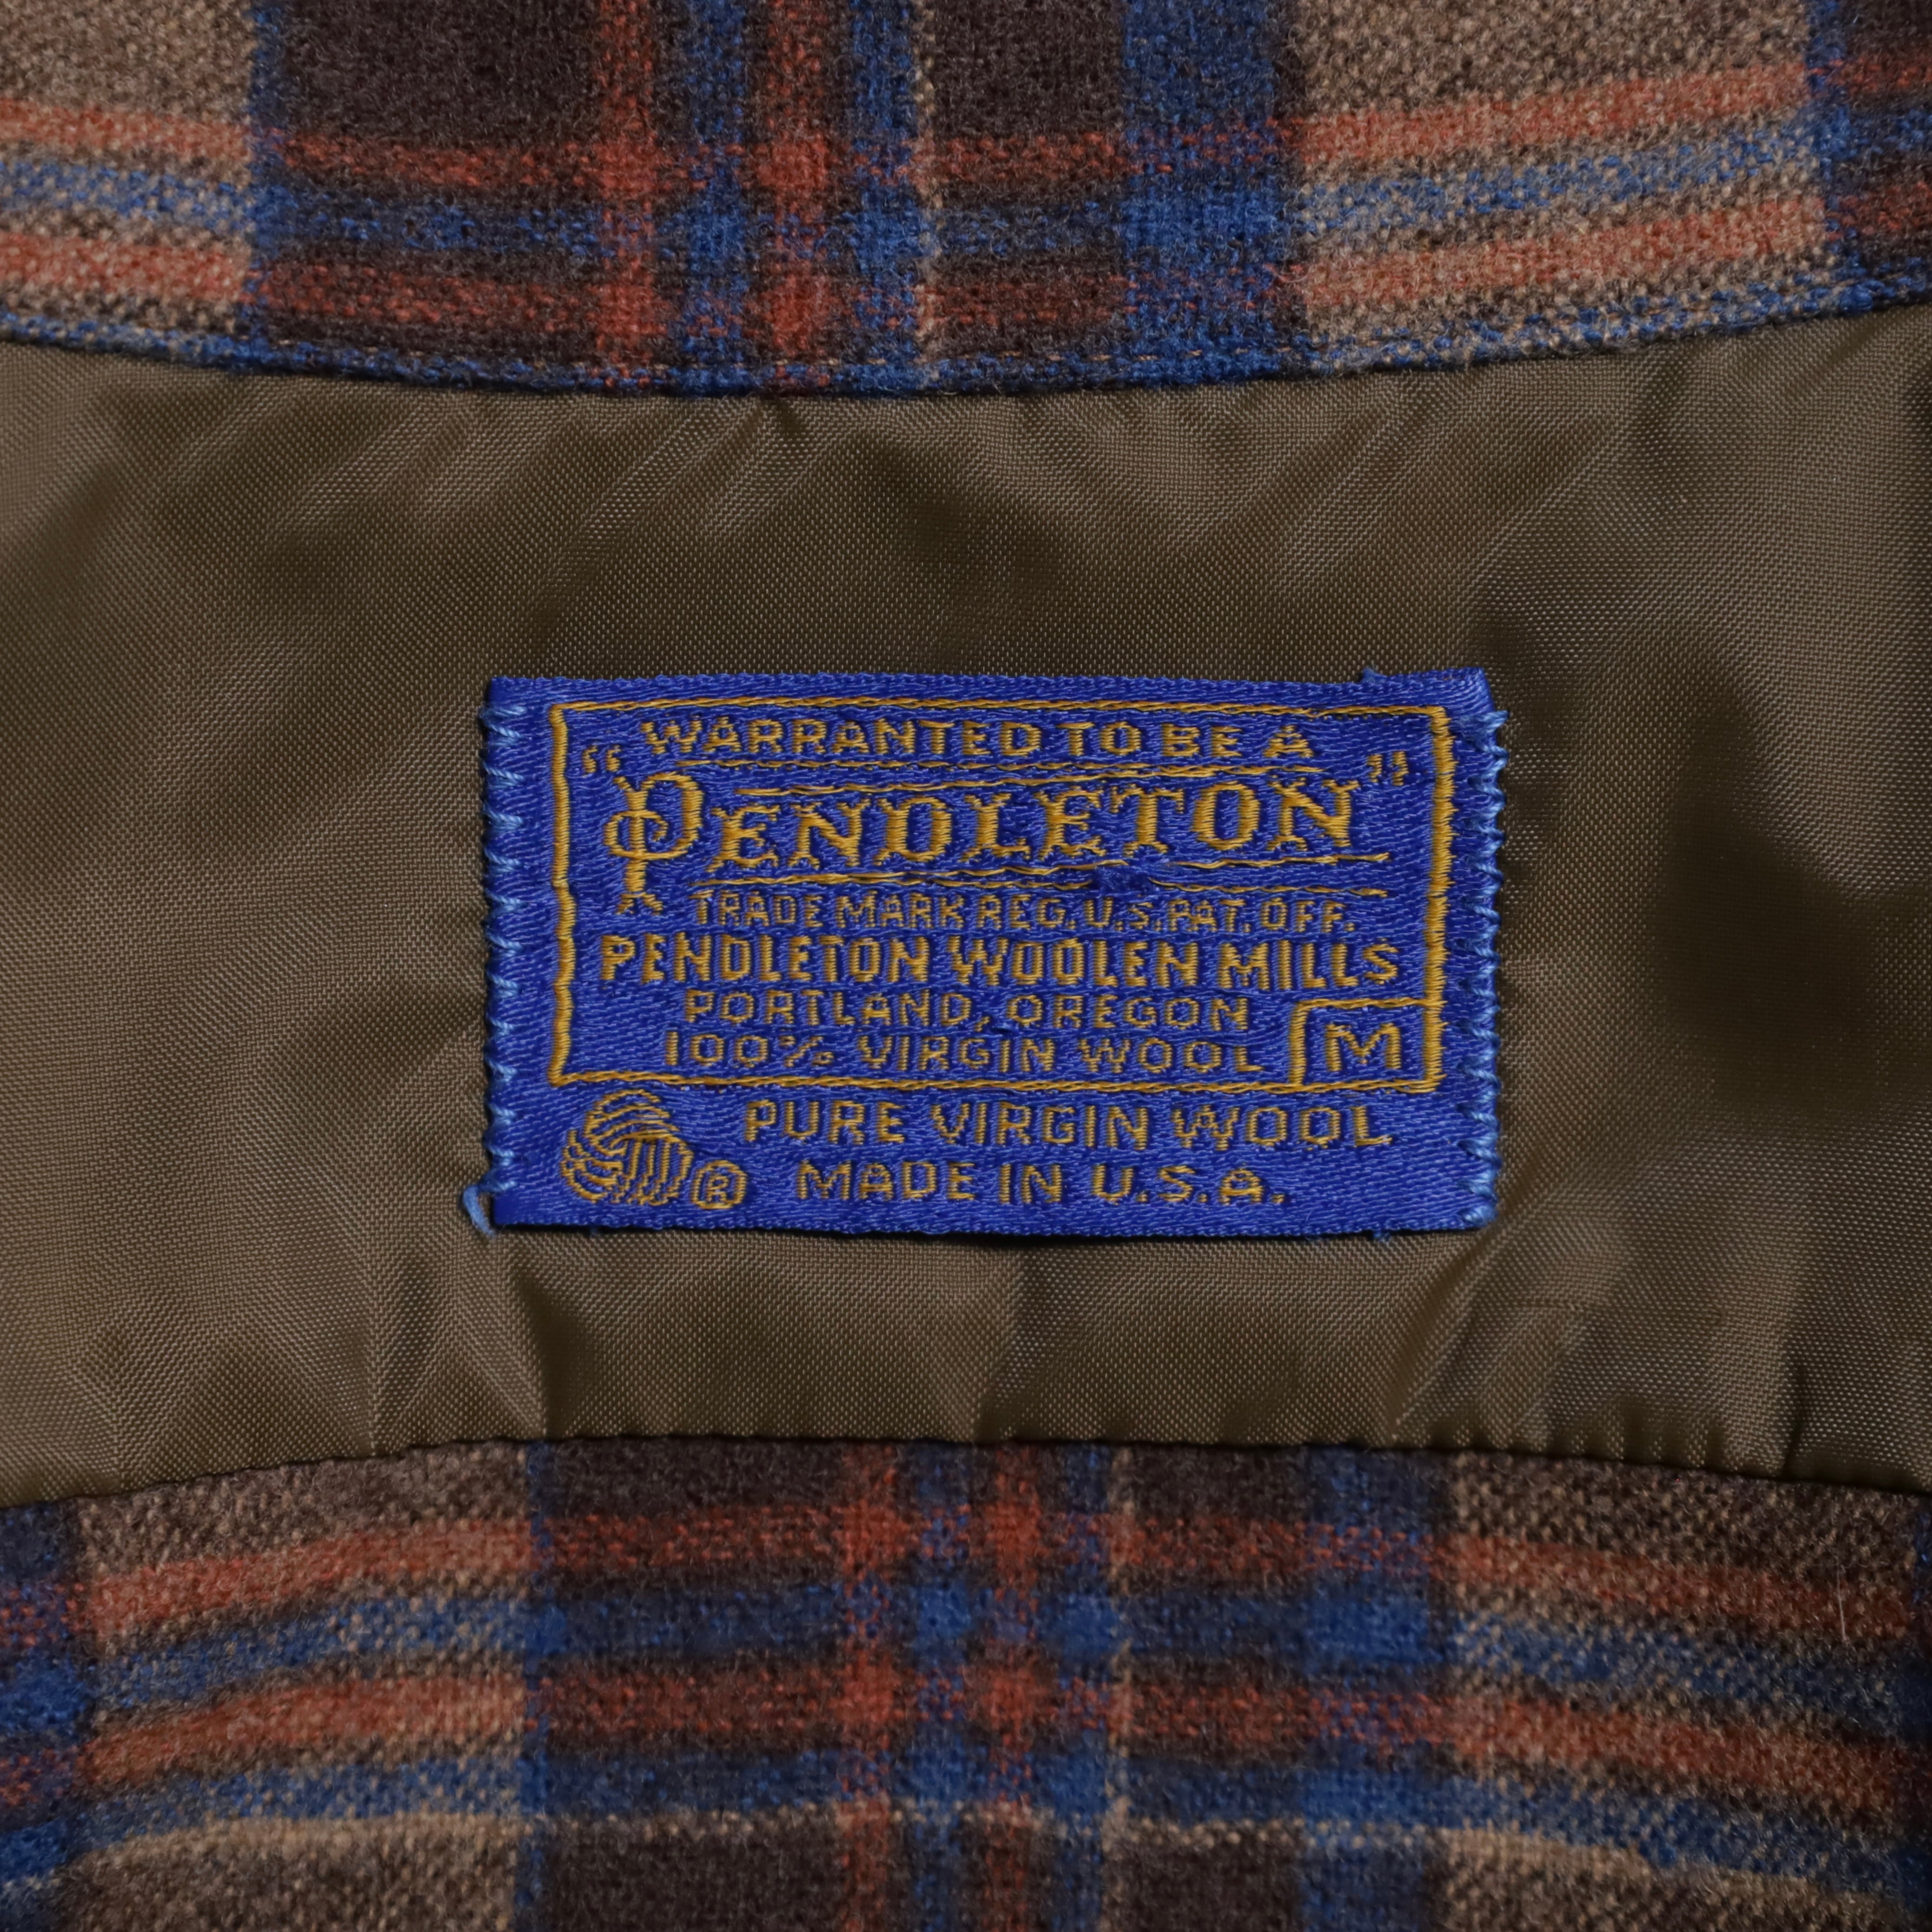 WARRANTED TO BE A
"PENDLETON"
TRADE MARK REG. U.S. PAT. OFF.
PENDLETON WOOLEN MILLS
PORTLAND, OREGON
100% VIRGIN WOOL M
PURE VIRGIN WOOL
® MADE IN U.S.A.